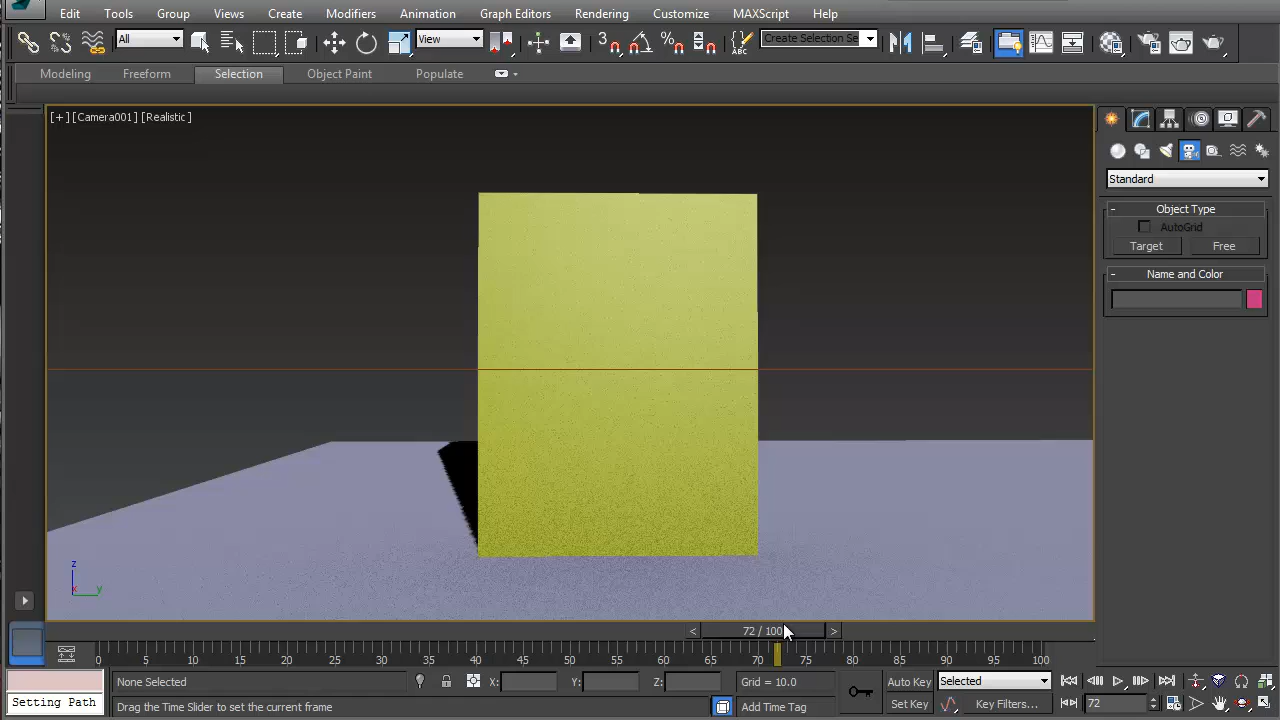 Edit Tools Group Views Create Modifiers Animation Graph Editors Rendering Customize MAXScript Help
All View 3 % ABC Create Selection Se
Modeling Freeform Selection Object Paint Populate
[+] [Camera001] [Realistic]
Standard
- Object Type
AutoGrid
Target Free
- Name and Color
z
x y
< 72 / 100 >
0 5 10 15 20 25 30 35 40 45 50 55 60 65 70 75 80 85 90 95 100
None Selected X: Y: Z: Grid = 10.0 Auto Key Selected
Setting Path Drag the Time Slider to set the current frame Add Time Tag Set Key Key Filters... 72